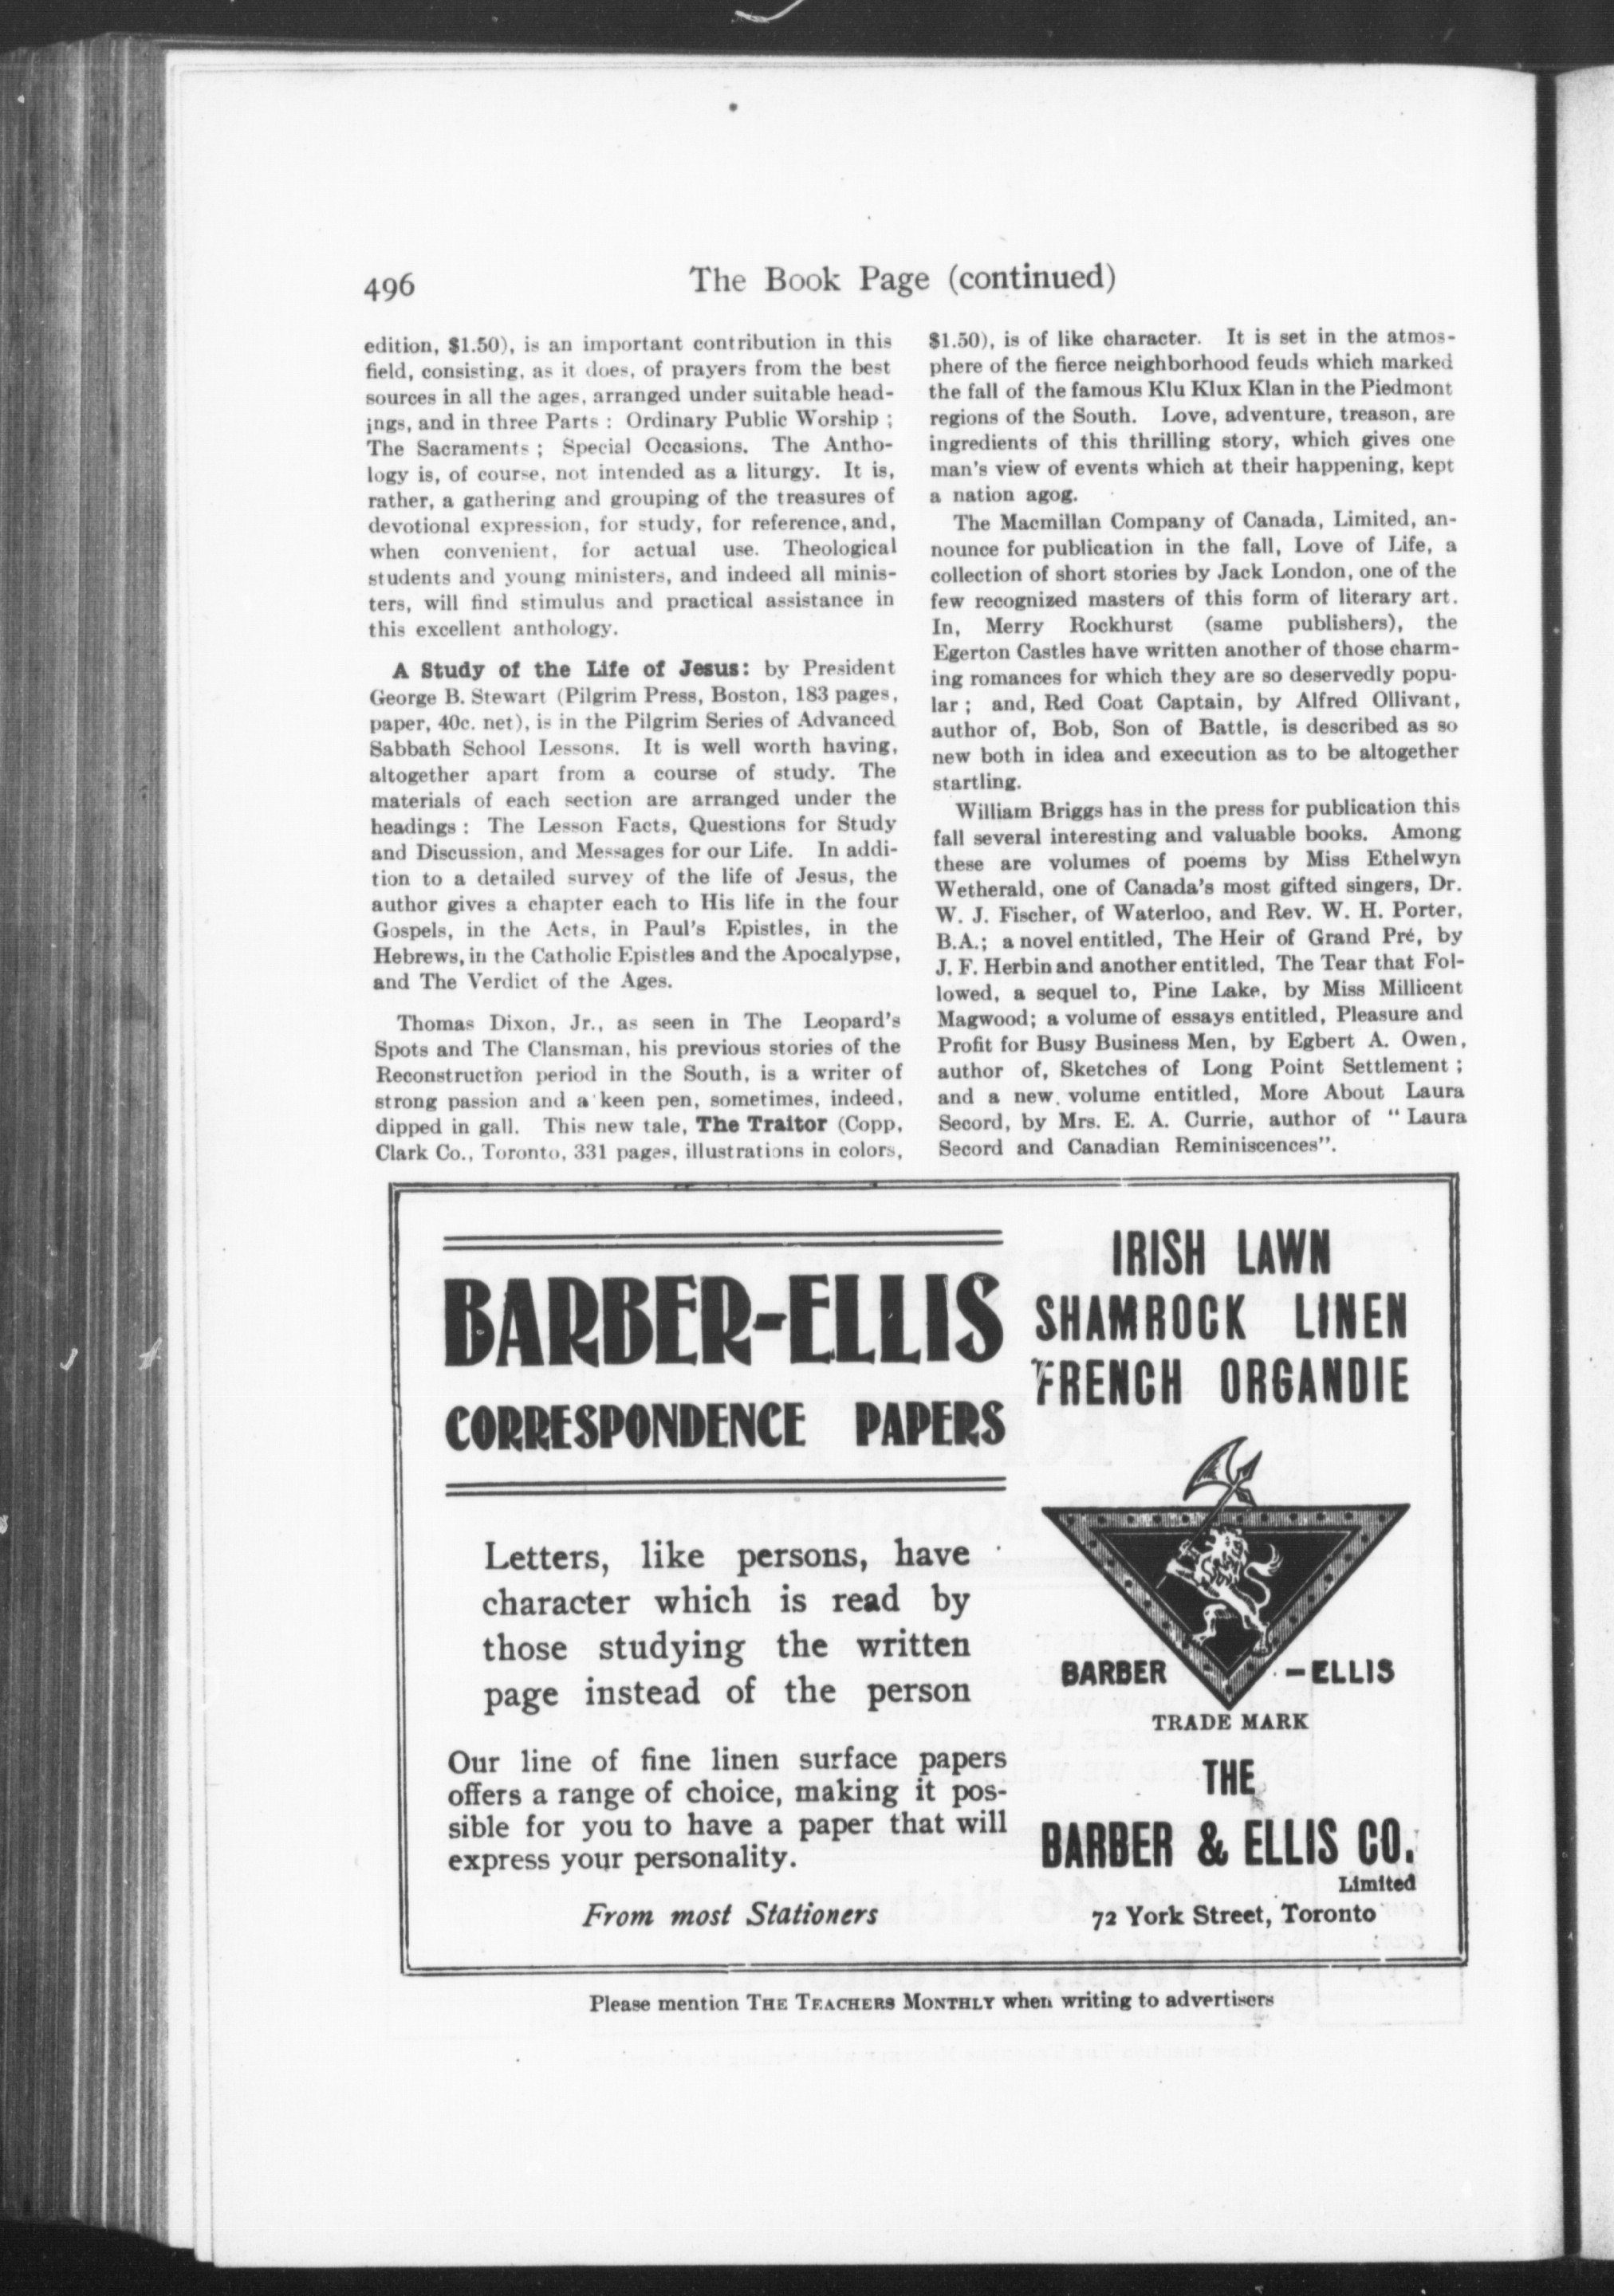 496
The Book Page (continued)
edition, $1.50), is an important contribution in this
field, consisting, as it does, of prayers from the best
sources in all the ages, arranged under suitable head-
ings, and in three Parts : Ordinary Public Worship ;
The Sacraments ; Special Occasions. The Antho-
logy is, of course, not intended as a liturgy. It is,
rather, a gathering and grouping of the treasures of
devotional expression, for study, for reference, and,
when convenient, for actual use. Theological
students and young ministers, and indeed all minis-
ters, will find stimulus and practical assistance in
this excellent anthology.
A Study of the Life of Jesus: by President
George B. Stewart (Pilgrim Press, Boston, 183 pages,
paper, 40c. net), is in the Pilgrim Series of Advanced
Sabbath School Lessons. It is well worth having,
altogether apart from a course of study. The
materials of each section are arranged under the
headings : The Lesson Facts, Questions for Study
and Discussion, and Messages for our Life. In addi-
tion to a detailed survey of the life of Jesus, the
author gives a chapter each to His life in the four
Gospels, in the Acts, in Paul's Epistles, in the
Hebrews, in the Catholic Epistles and the Apocalypse,
and The Verdict of the Ages.
Thomas Dixon, Jr., as seen in The Leopard's
Spots and The Clansman, his previous stories of the
Reconstruction period in the South, is a writer of
strong passion and a keen pen, sometimes, indeed,
dipped in gall. This new tale, The Traitor (Copp,
Clark Co., Toronto, 331 pages, illustrations in colors,
$1.50), is of like character. It is set in the atmos-
phere of the fierce neighborhood feuds which marked
the fall of the famous Klu Klux Klan in the Piedmont
regions of the South. Love, adventure, treason, are
ingredients of this thrilling story, which gives one
man's view of events which at their happening, kept
a nation agog.
The Macmillan Company of Canada, Limited, an-
nounce for publication in the fall, Love of Life, a
collection of short stories by Jack London, one of the
few recognized masters of this form of literary art.
In, Merry Rockhurst (same publishers), the
Egerton Castles have written another of those charm-
ing romances for which they are so deservedly popu-
lar ; and, Red Coat Captain, by Alfred Ollivant,
author of, Bob, Son of Battle, is described as so
new both in idea and execution as to be altogether
startling.
William Briggs has in the press for publication this
fall several interesting and valuable books. Among
these are volumes of poems by Miss Ethelwyn
Wetherald, one of Canada's most gifted singers, Dr.
W. J. Fischer, of Waterloo, and Rev. W. H. Porter,
B.A.; a novel entitled, The Heir of Grand Pré, by
J. F. Herbin and another entitled, The Tear that Fol-
lowed, a sequel to, Pine Lake, by Miss Millicent
Magwood; a volume of essays entitled, Pleasure and
Profit for Busy Business Men, by Egbert A. Owen,
author of, Sketches of Long Point Settlement ;
and a new volume entitled, More About Laura
Secord, by Mrs. E. A. Currie, author of "Laura
Secord and Canadian Reminiscences".
BARBER-ELLIS
CORRESPONDENCE PAPERS
Letters, like persons, have
character which is read by
those studying the written
page instead of the person
Our line of fine linen surface papers
offers a range of choice, making it pos-
sible for you to have a paper that will
express your personality.
From most Stationers
IRISH LAWN
SHAMROCK LINEN
FRENCH ORGANDIE
BARBER -ELLIS
TRADE MARK
THE
BARBER & ELLIS CO.
Limited
72 York Street, Toronto
Please mention THE TEACHERS MONTHLY when writing to advertisers